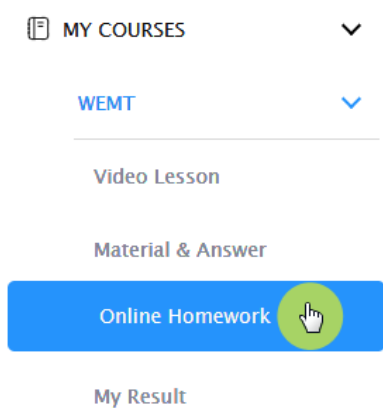 MY COURSES
WEMT
Video Lesson
Material & Answer
Online Homework
My Result